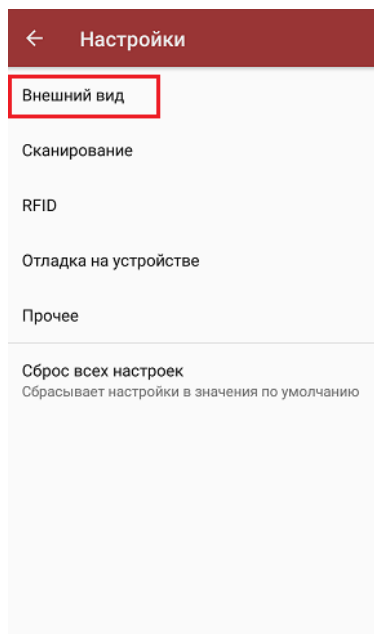 Настройки
Внешний вид
Сканирование
RFID
Отладка на устройстве
Прочее
Сброс всех настроек
Сбрасывает настройки в значения по умолчанию